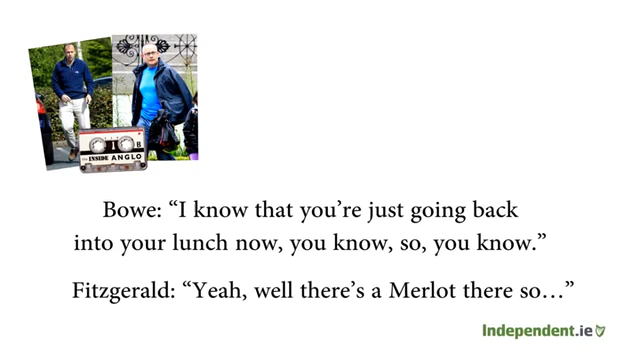 B
INSIDE ANGLO
Bowe: “I know that you’re just going back
into your lunch now, you know, so, you know.”
Fitzgerald: “Yeah, well there’s a Merlot there so…”
Independent.ie